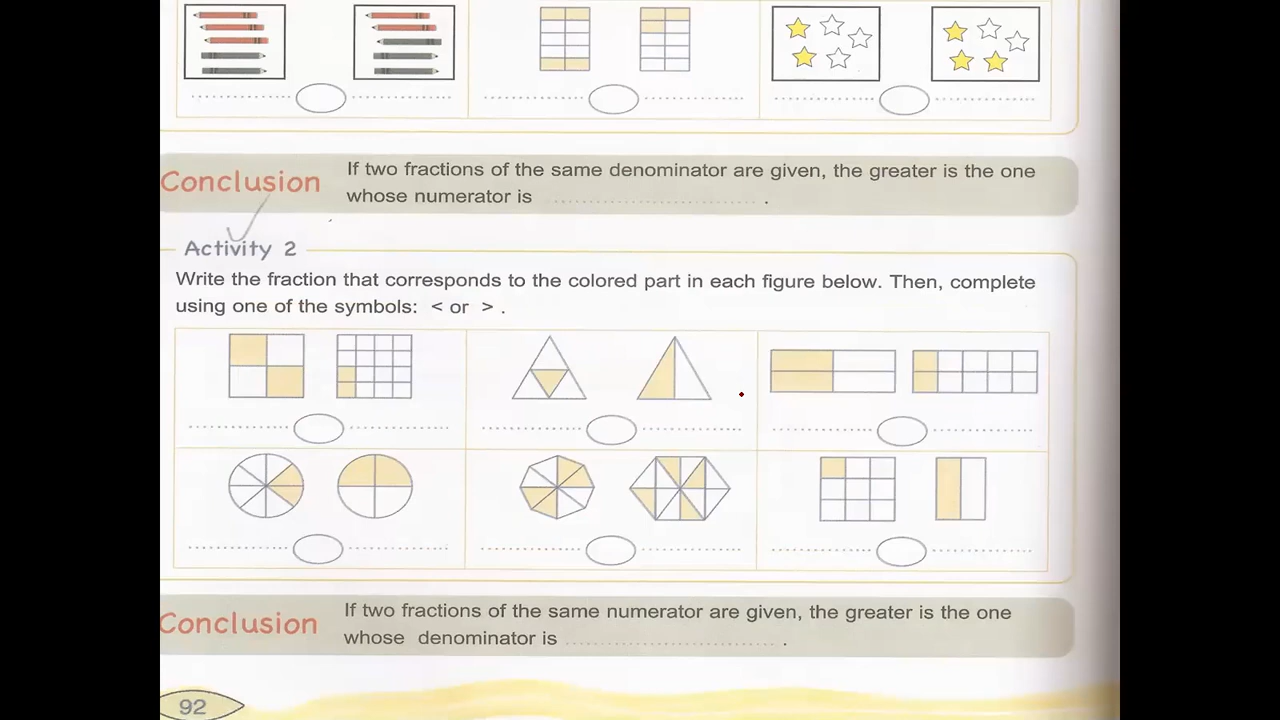 If two fractions of the same denominator are given, the greater is the one
Conclusion
whose numerator is ............................ .
Activity 2
Write the fraction that corresponds to the colored part in each figure below. Then, complete
using one of the symbols: < or > .
If two fractions of the same numerator are given, the greater is the one
Conclusion
whose denominator is ............................ .
92